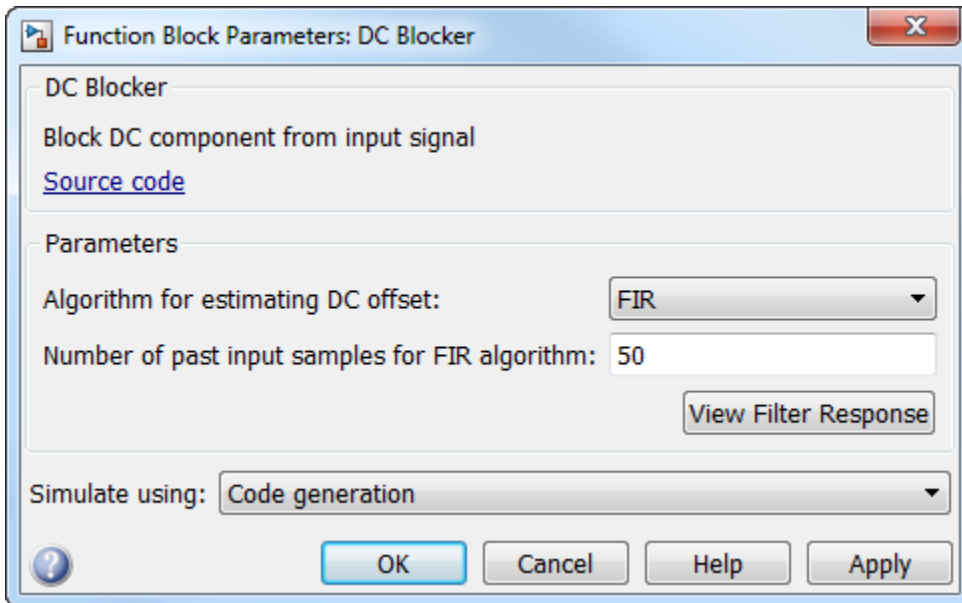 Function Block Parameters: DC Blocker
DC Blocker
Block DC component from input signal
Source code
Parameters
Algorithm for estimating DC offset: FIR
Number of past input samples for FIR algorithm: 50
View Filter Response
Simulate using: Code generation
OK Cancel Help Apply